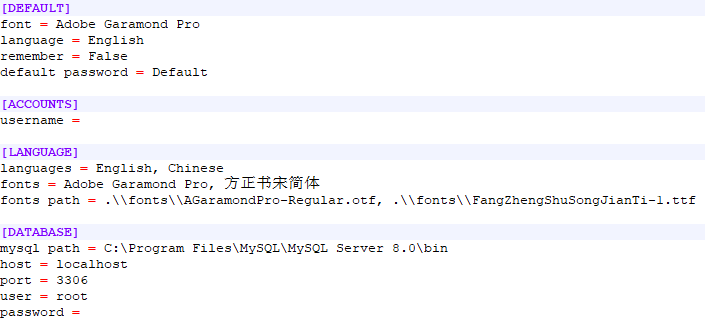 [DEFAULT]
font = Adobe Garamond Pro
language = English
remember = False
default password = Default
[ACCOUNTS]
username =
[LANGUAGE]
languages = English, Chinese
fonts = Adobe Garamond Pro, 方正书宋简体
fonts path = .\\fonts\\AGaramondPro-Regular.otf, .\\fonts\\FangZhengShuSongJianTi-1.ttf
[DATABASE]
mysql path = C:\Program Files\MySQL\MySQL Server 8.0\bin
host = localhost
port = 3306
user = root
password =